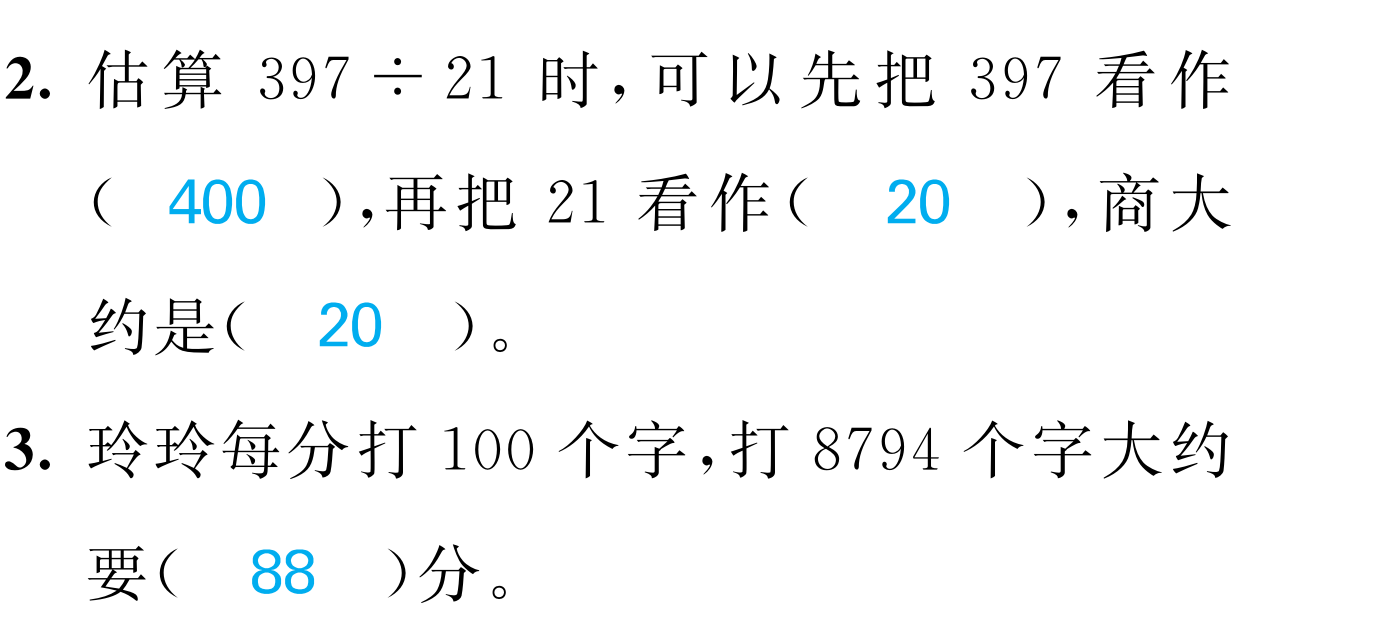 2. 估算 397÷21 时,可以先把 397 看作
( 400 ),再把 21 看作( 20 ),商大
约是( 20 )。
3. 玲玲每分打 100 个字,打 8794 个字大约
要( 88 )分。